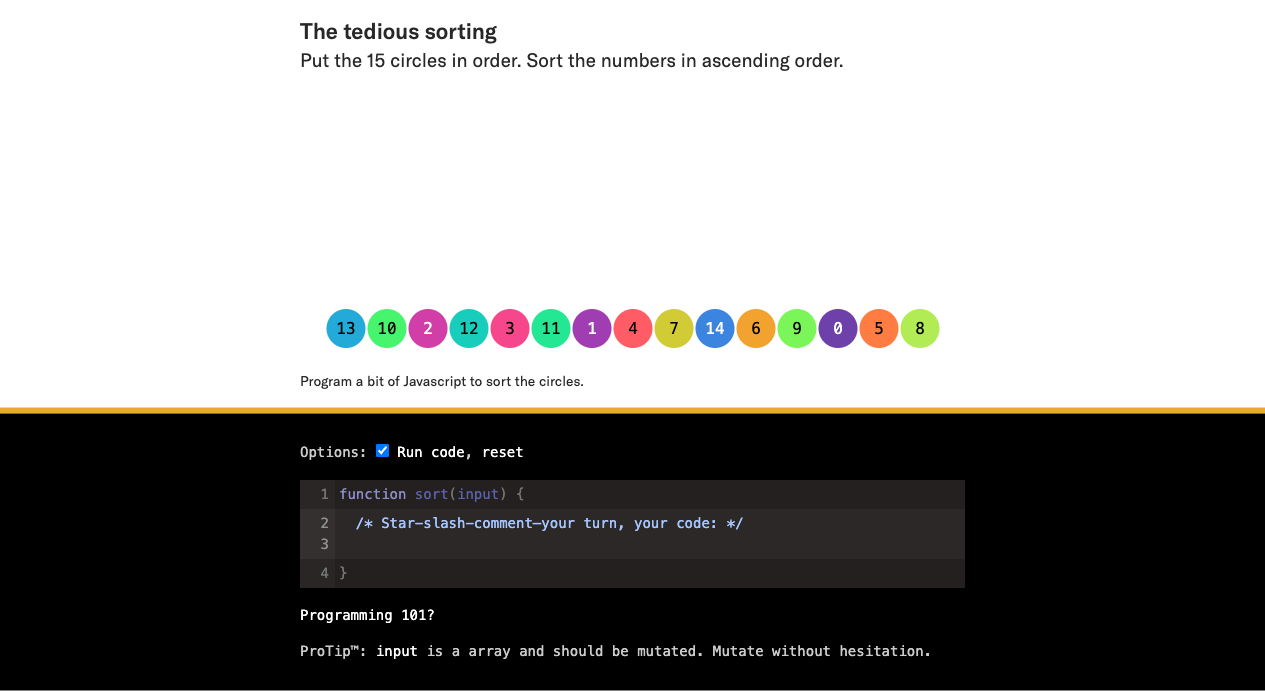 The tedious sorting
Put the 15 circles in order. Sort the numbers in ascending order.
13 10 2 12 3 11 1 4 7 14 6 9 0 5 8
Program a bit of Javascript to sort the circles.
Options: Run code, reset
1 function sort(input) {
2 /* Star-slash-comment-your turn, your code: */
3
4 }
Programming 101?
ProTip™: input is a array and should be mutated. Mutate without hesitation.